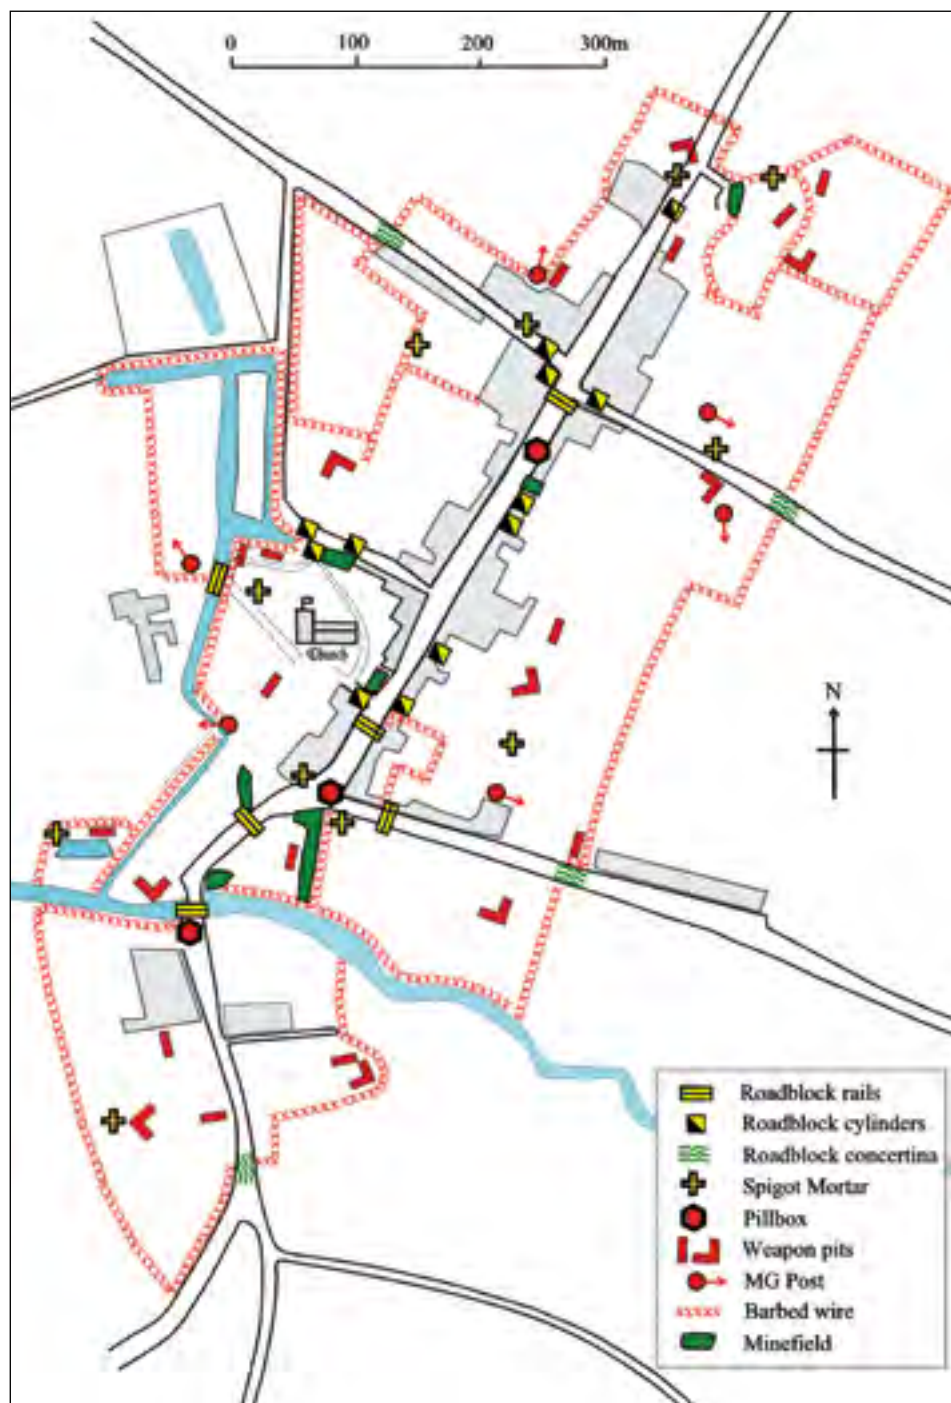 0 100 200 300m
Church
N
Roadblock rails
Roadblock cylinders
Roadblock concertina
Spigot Mortar
Pillbox
Weapon pits
MG Post
Barbed wire
Minefield